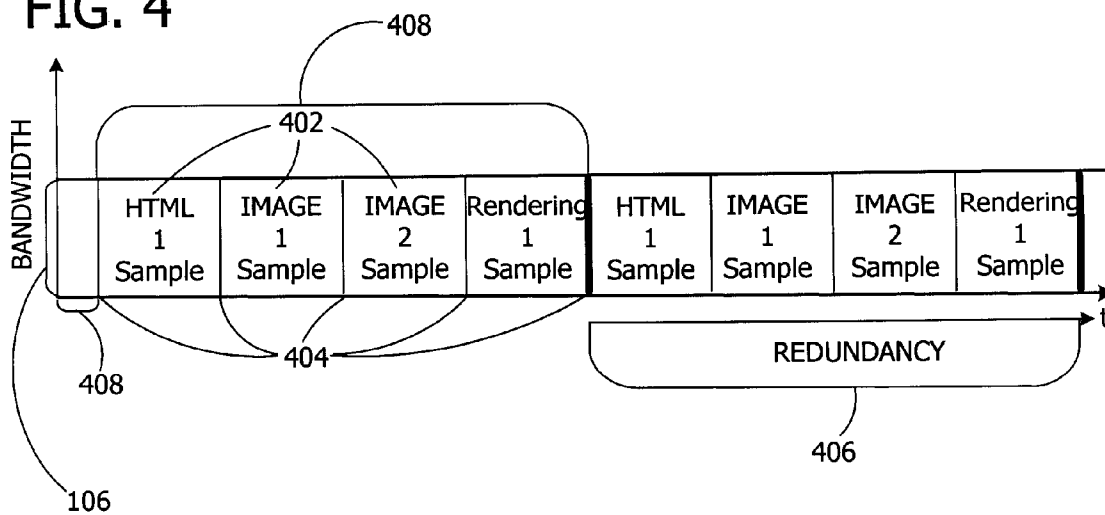 FIG. 4
408
402
BANDWIDTH
HTML
1
Sample
IMAGE
1
Sample
IMAGE
2
Sample
Rendering
1
Sample
HTML
1
Sample
IMAGE
1
Sample
IMAGE
2
Sample
Rendering
1
Sample
t
404
REDUNDANCY
408
406
106